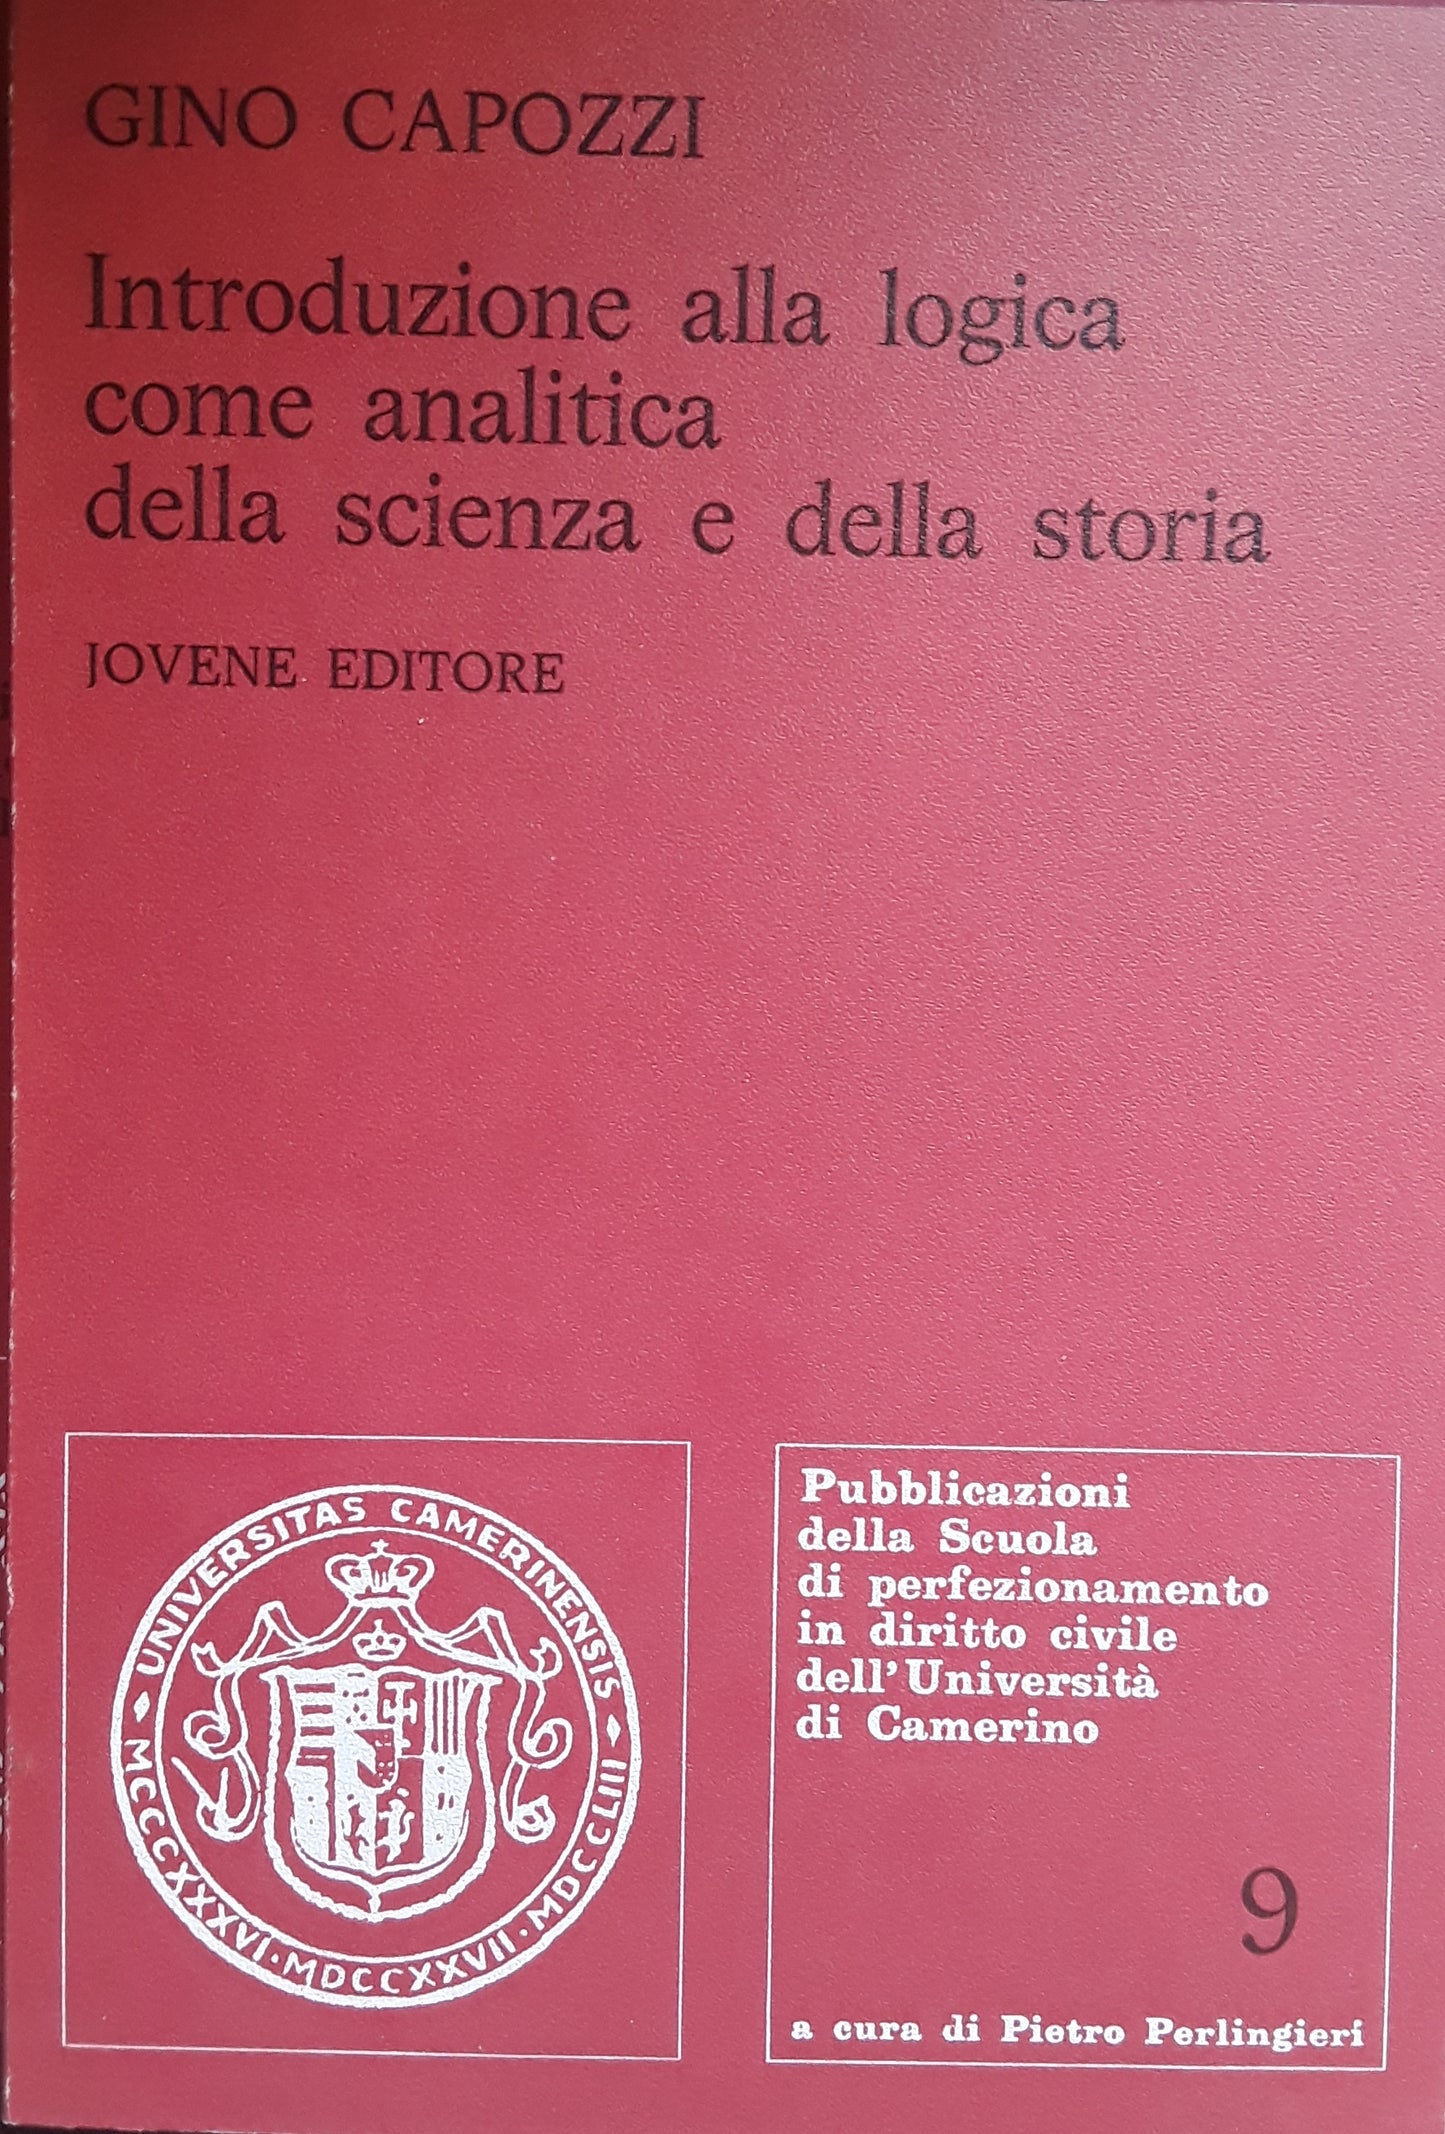 GINO CAPOZZI
Introduzione alla logica
come analitica
della scienza e della storia
JOVENE EDITORE
UNIVERSITAS CAMERINENSIS
MCCCXXXVI · MDCCXXVII · MDCCLIII
Pubblicazioni
della Scuola
di perfezionamento
in diritto civile
dell'Università
di Camerino
9
a cura di Pietro Perlingieri